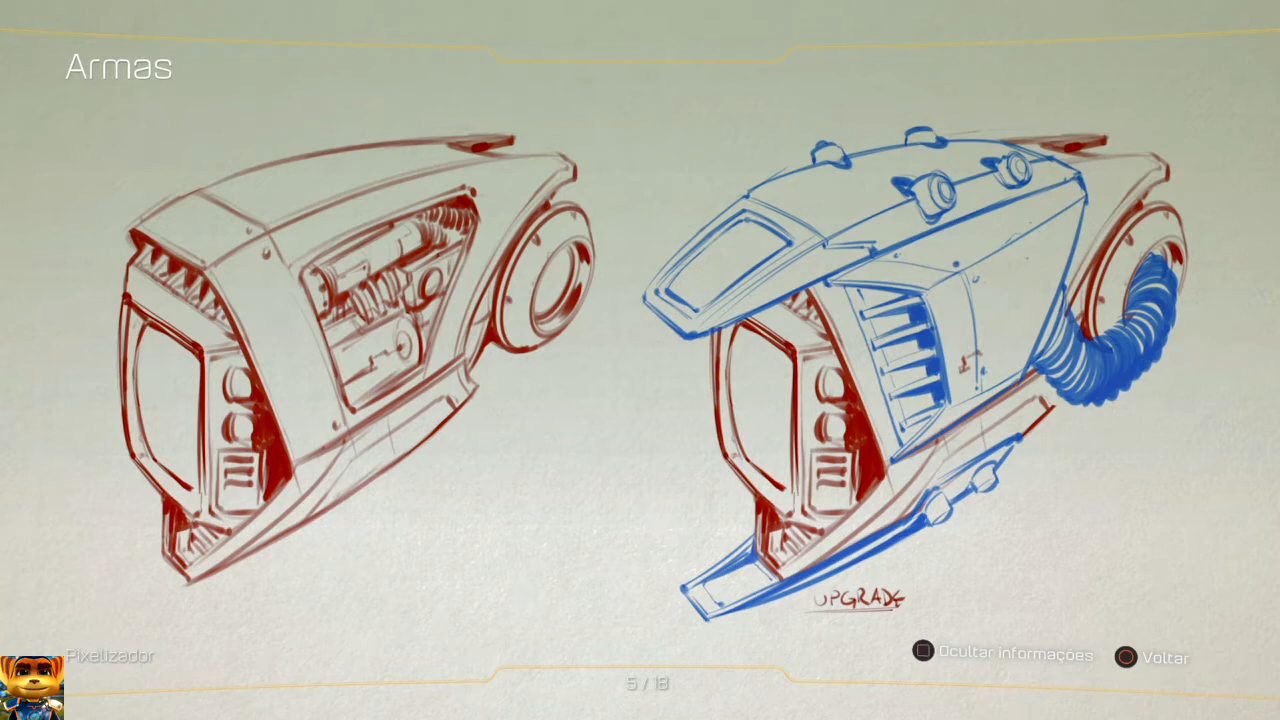 Armas
UPGRADE
Pixelizador
Ocultar informações
Voltar
5 / 18